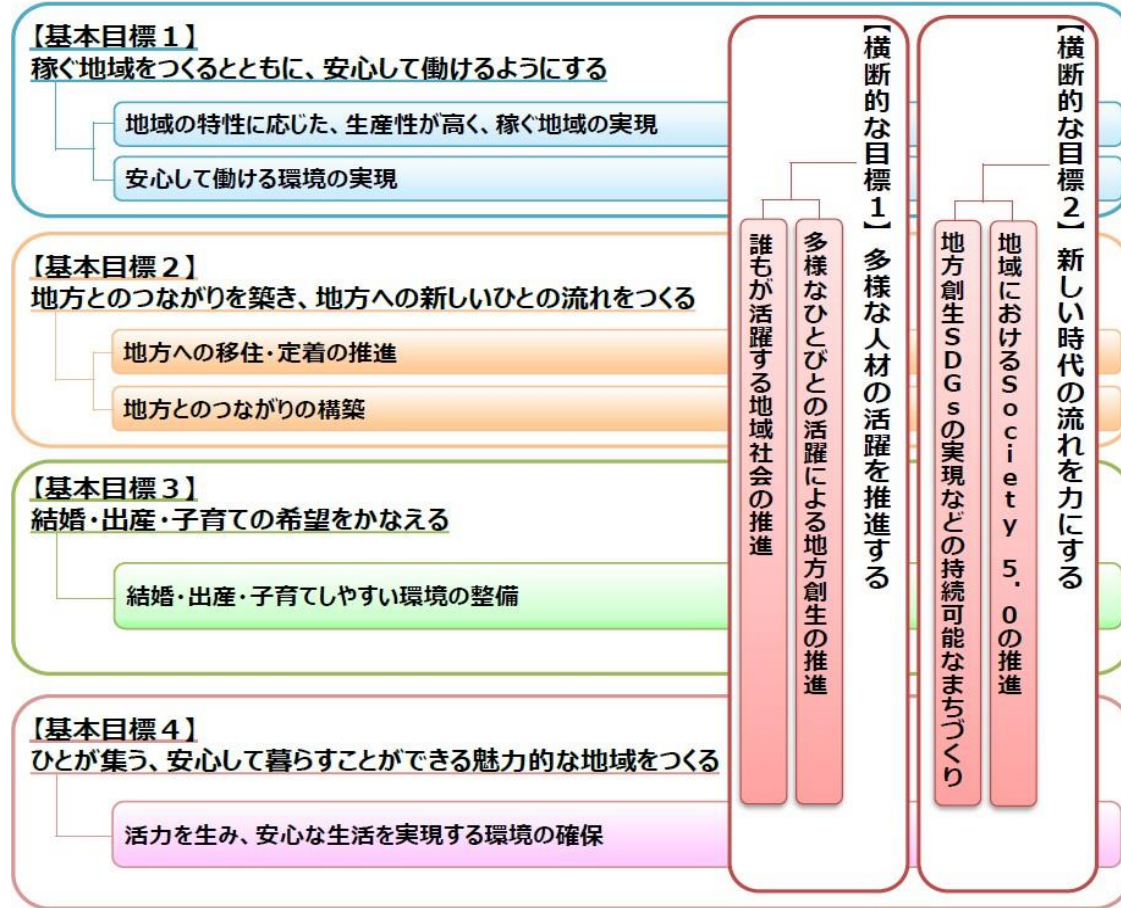 【基本目標1】
稼ぐ地域をつくるとともに、安心して働けるようにする
地域の特性に応じた、生産性が高く、稼ぐ地域の実現
安心して働ける環境の実現
【基本目標2】
地方とのつながりを築き、地方への新しいひとの流れをつくる
地方への移住・定着の推進
地方とのつながりの構築
【基本目標3】
結婚・出産・子育ての希望をかなえる
結婚・出産・子育てしやすい環境の整備
【基本目標4】
ひとが集う、安心して暮らすことができる魅力的な地域をつくる
活力を生み、安心な生活を実現する環境の確保
【横断的な目標1】多様な人材の活躍を推進する
多様なひとびとの活躍による地方創生の推進
誰もが活躍する地域社会の推進
【横断的な目標2】新しい時代の流れを力にする
地域におけるSociety 5.0の推進
地方創生SDGsの実現などの持続可能なまちづくり